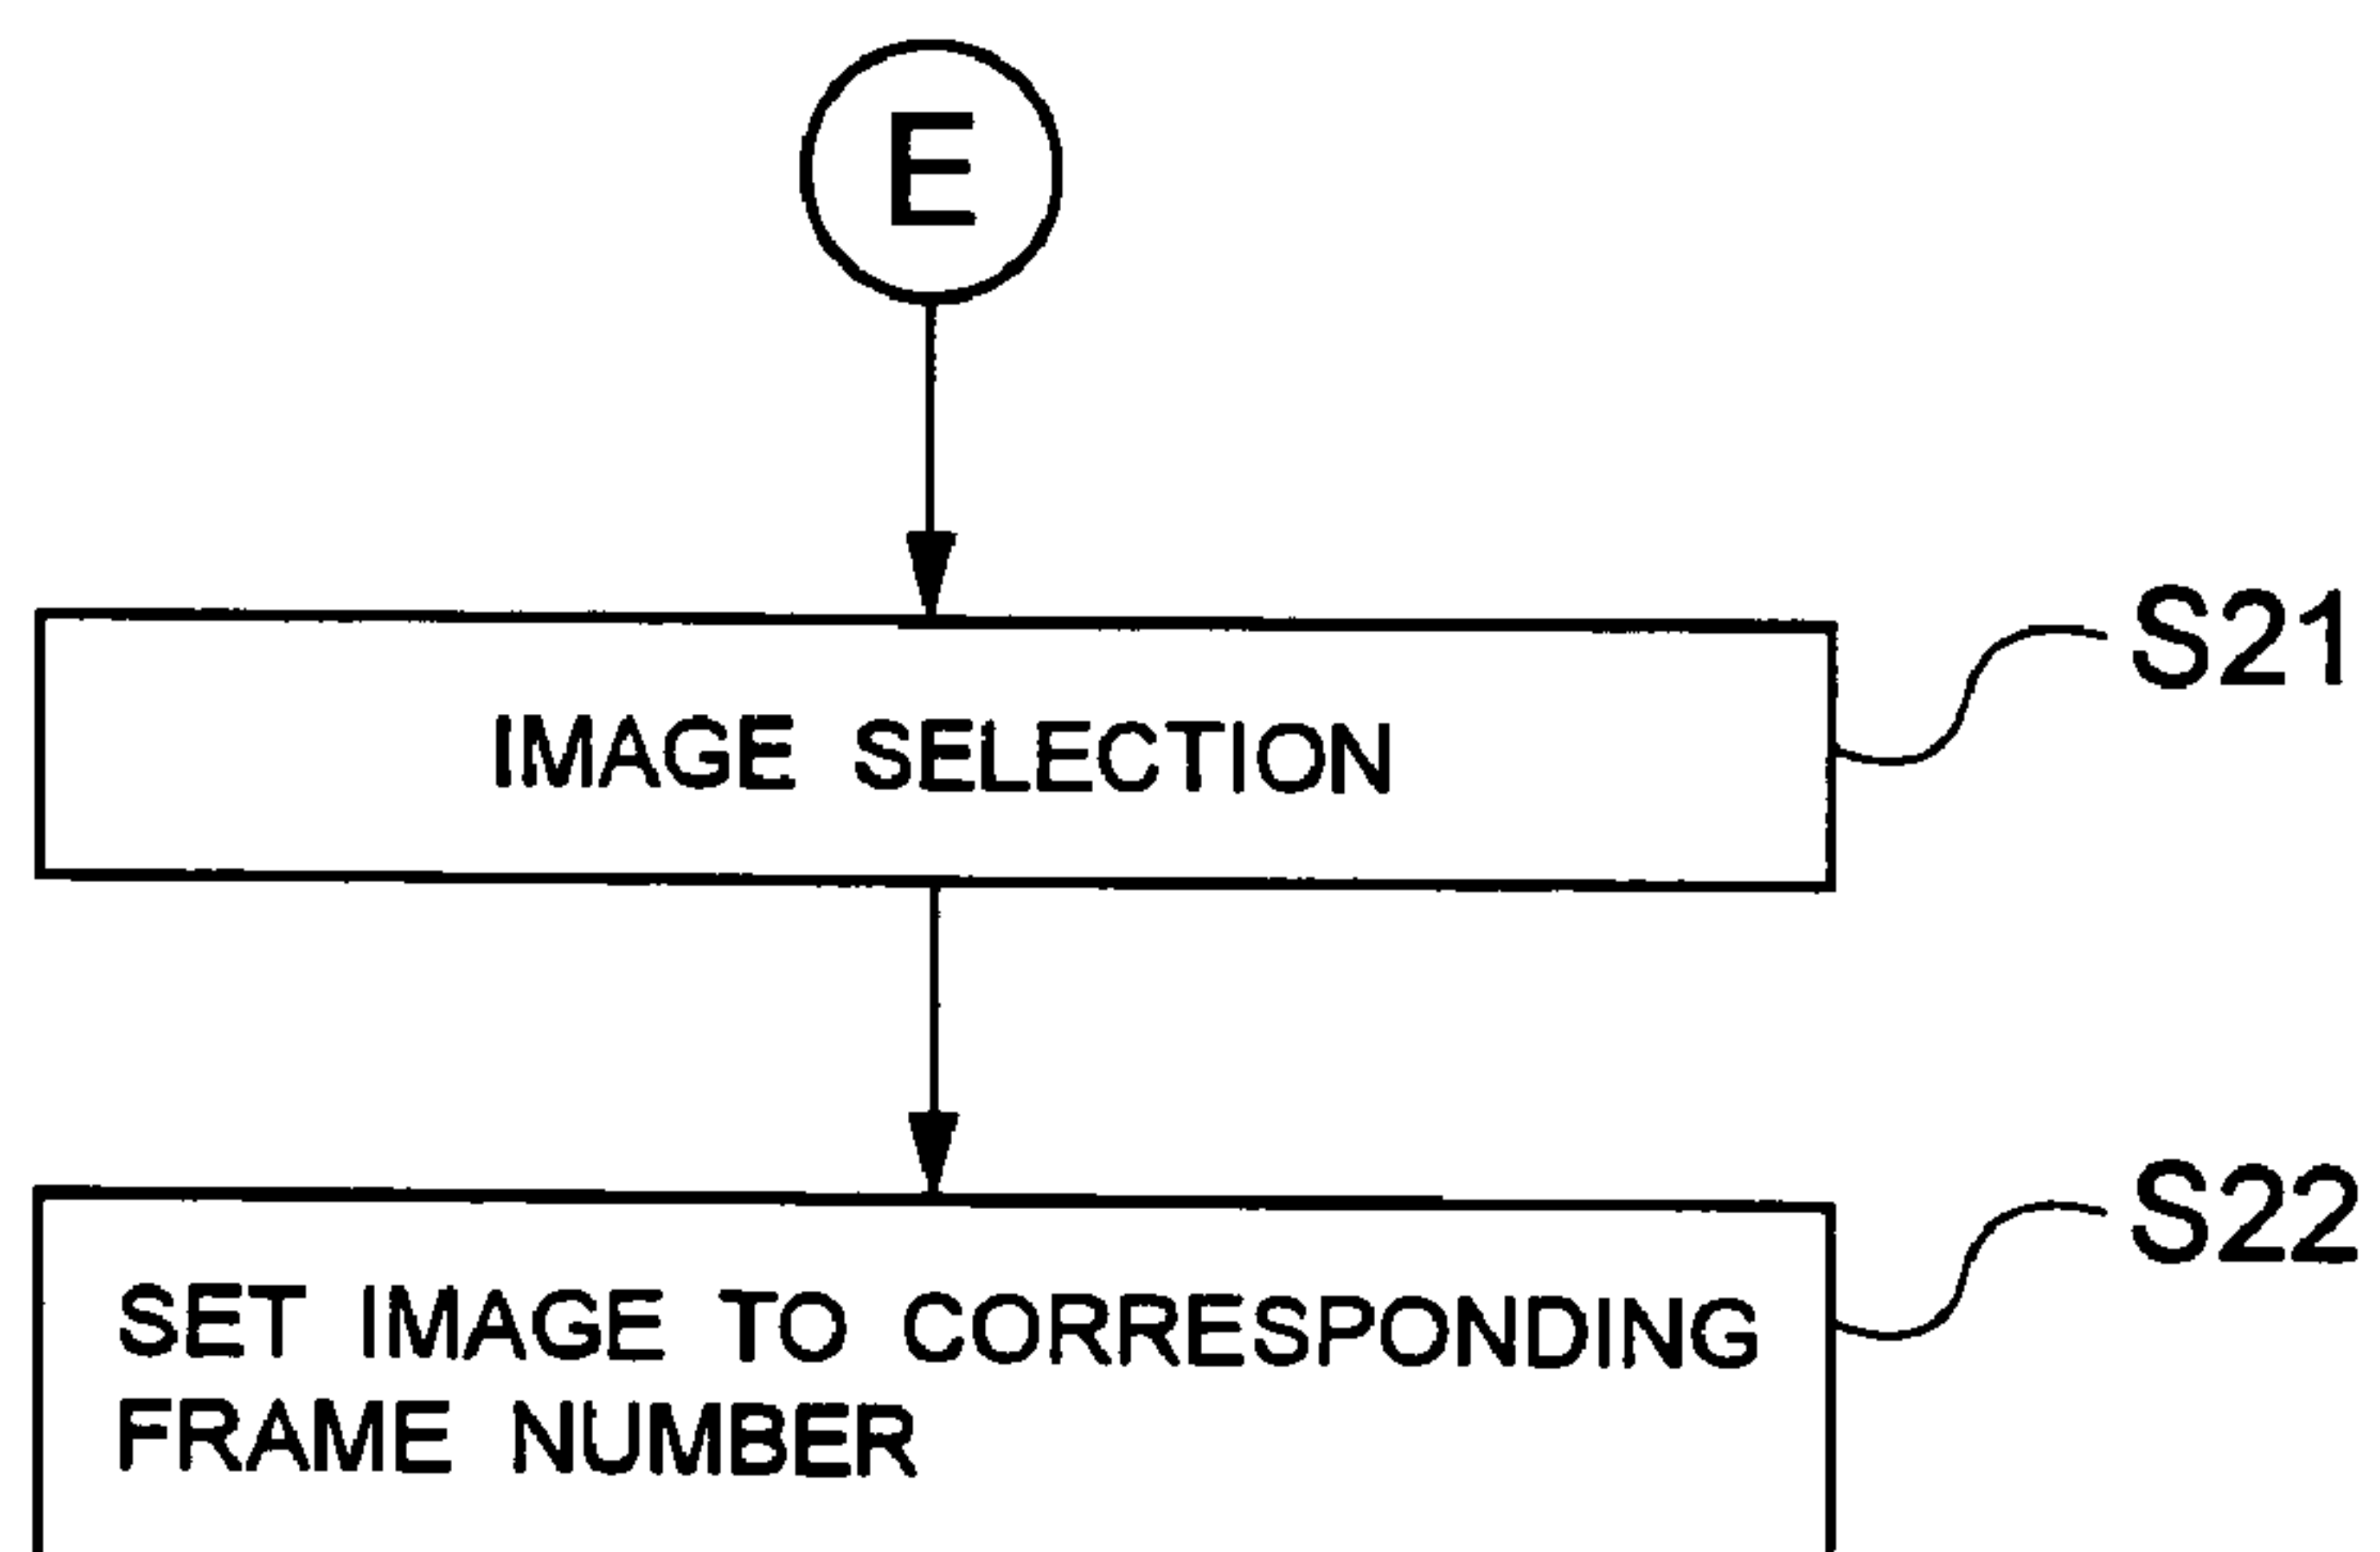 E
S21
IMAGE SELECTION
S22
SET IMAGE TO CORRESPONDING
FRAME NUMBER